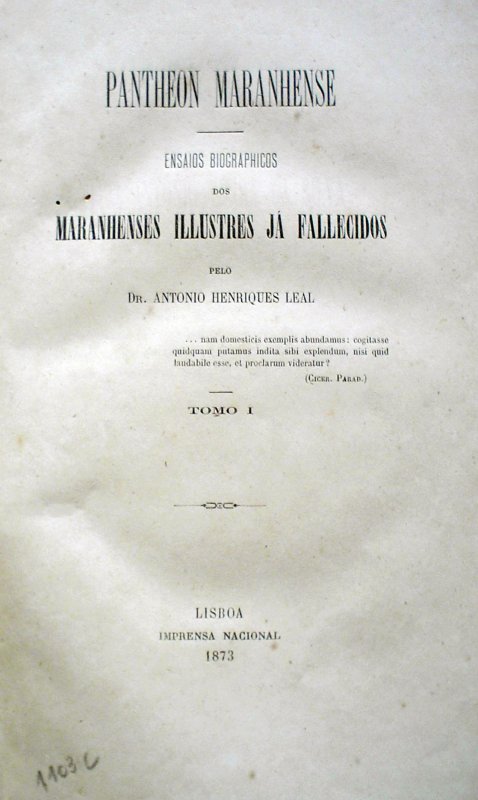 PANTHEON MARANHENSE
ENSAIOS BIOGRAPHICOS
DOS
MARANHENSES ILLUSTRES JÁ FALLECIDOS
PELO
DR. ANTONIO HENRIQUES LEAL
... nam domesticis exemplis abundamus: cogitasse
quidquam putamus indita sibi explendum, nisi quid
laudabile esse, et proclarum videratur?
(CICER. PARAD.)
TOMO I
LISBOA
IMPRENSA NACIONAL
1873
1103 C